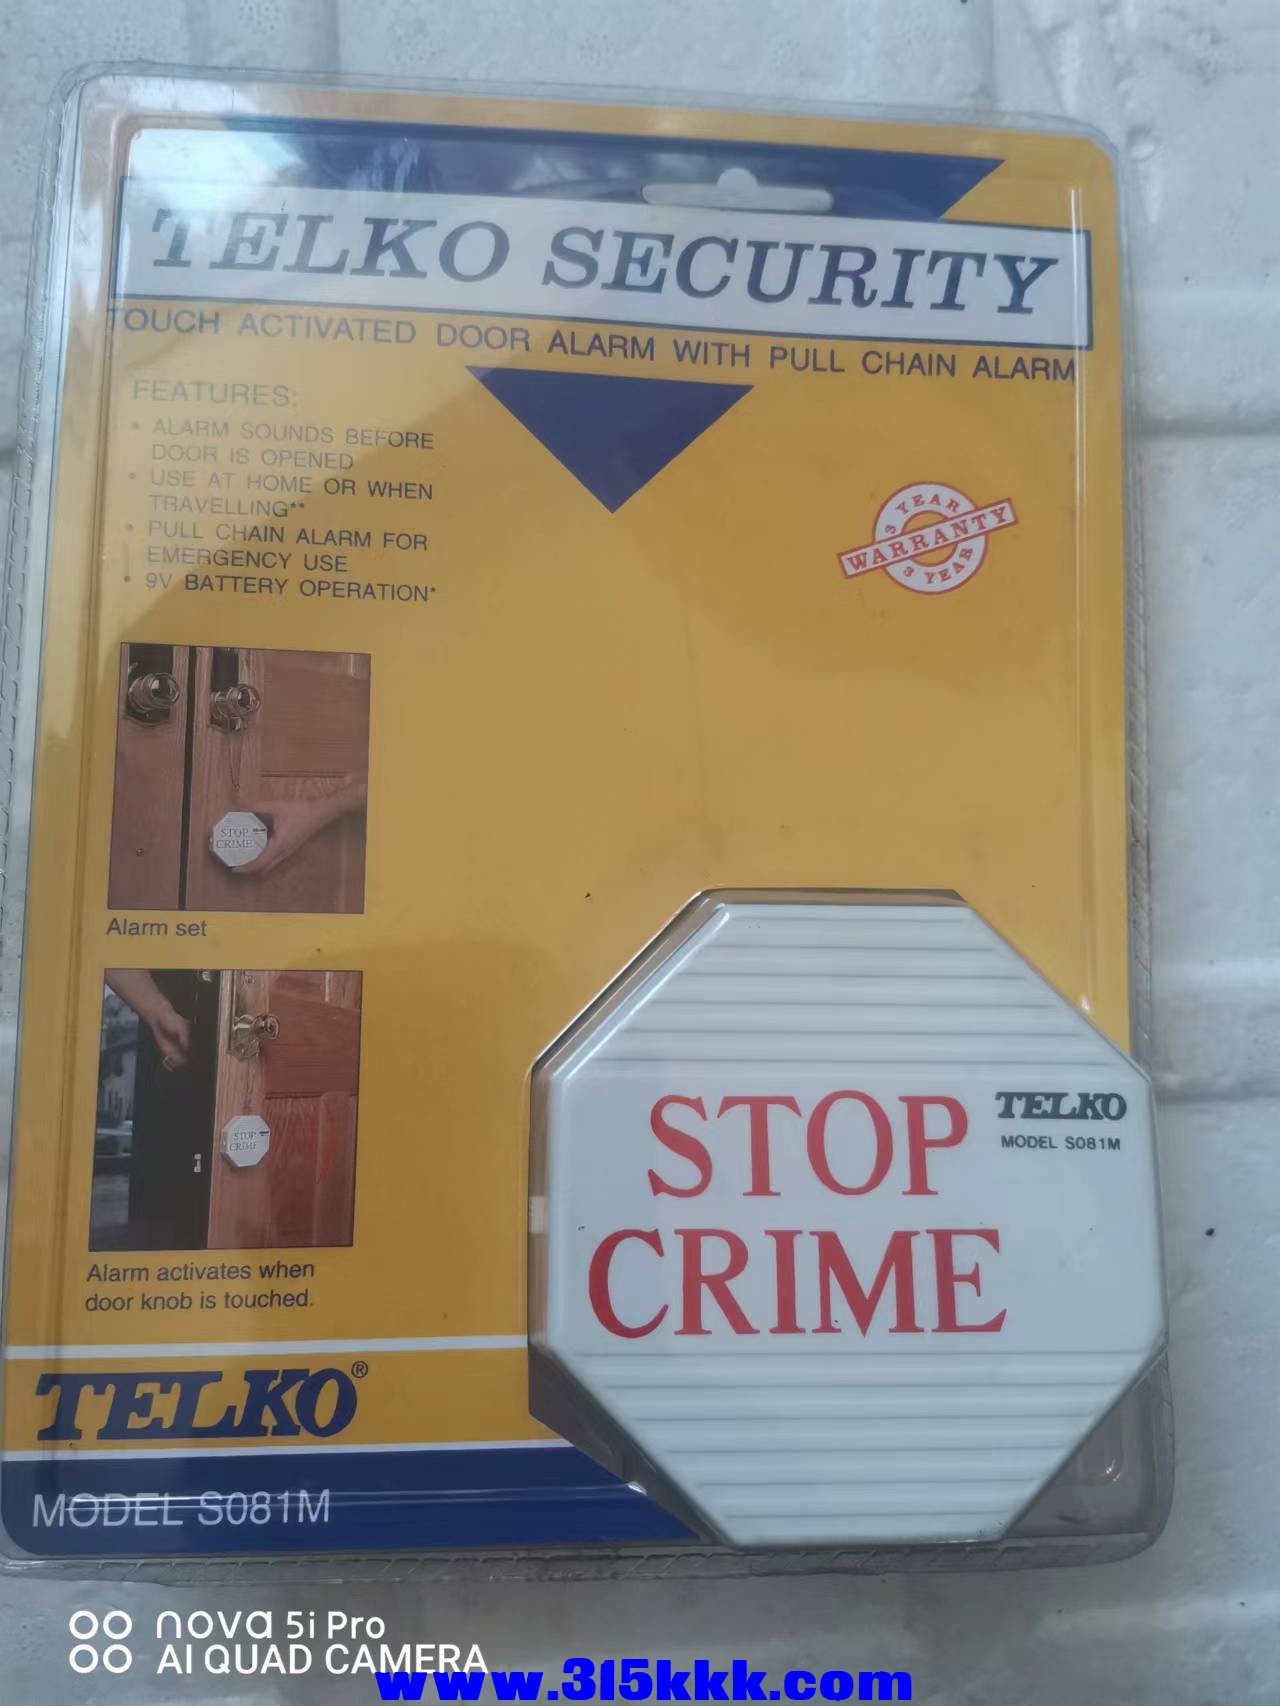 TELKO SECURITY
TOUCH ACTIVATED DOOR ALARM WITH PULL CHAIN ALARM
FEATURES:
• ALARM SOUNDS BEFORE
DOOR IS OPENED
• USE AT HOME OR WHEN
TRAVELLING**
• PULL CHAIN ALARM FOR
EMERGENCY USE
• 9V BATTERY OPERATION*
3 YEAR
WARRANTY
3 YEAR
STOP
CRIME
Alarm set
STOP
CRIME
Alarm activates when
door knob is touched.
STOP
CRIME
TELKO
MODEL S081M
TELKO®
MODEL S081M
nova 5i Pro
AI QUAD CAMERA
www.315kkk.com